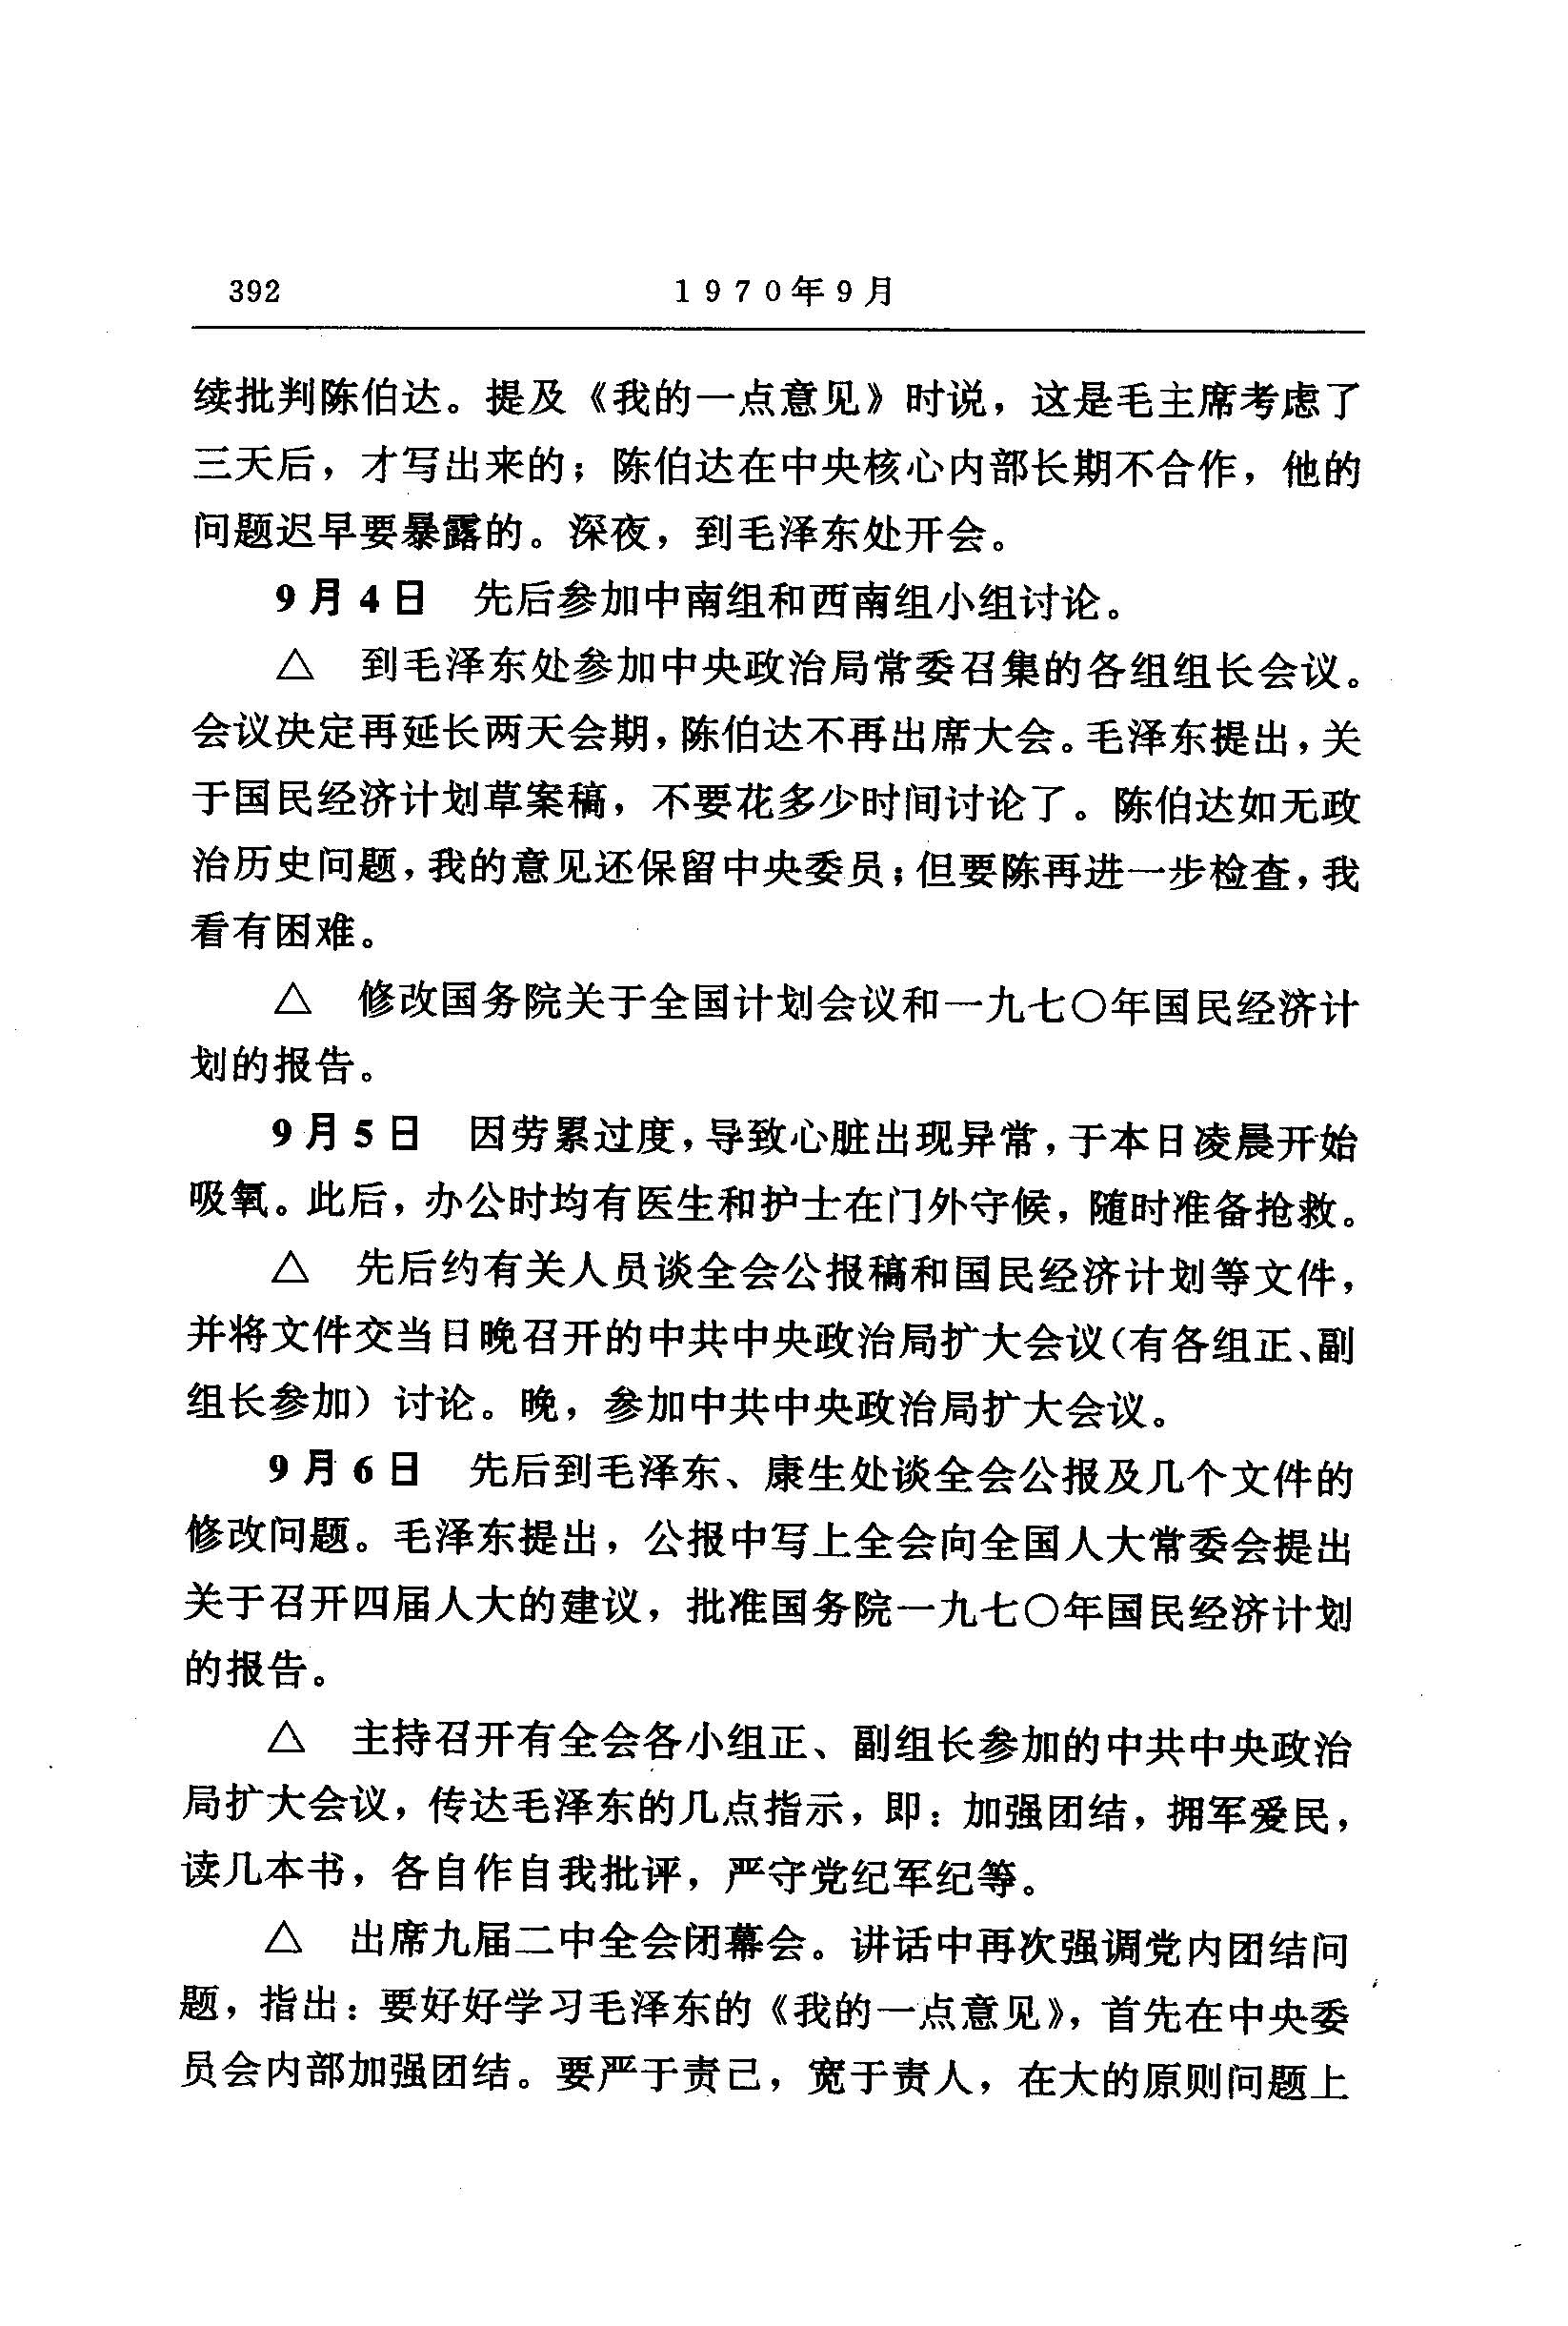 392
1970年9月
续批判陈伯达。提及《我的一点意见》时说，这是毛主席考虑了
三天后，才写出来的；陈伯达在中央核心内部长期不合作，他的
问题迟早要暴露的。深夜，到毛泽东处开会。
9月4日　先后参加中南组和西南组小组讨论。
△　到毛泽东处参加中央政治局常委召集的各组组长会议。
会议决定再延长两天会期，陈伯达不再出席大会。毛泽东提出，关
于国民经济计划草案稿，不要花多少时间讨论了。陈伯达如无政
治历史问题，我的意见还保留中央委员；但要陈再进一步检查，我
看有困难。
△　修改国务院关于全国计划会议和一九七〇年国民经济计
划的报告。
9月5日　因劳累过度，导致心脏出现异常，于本日凌晨开始
吸氧。此后，办公时均有医生和护士在门外守候，随时准备抢救。
△　先后约有关人员谈全会公报稿和国民经济计划等文件，
并将文件交当日晚召开的中共中央政治局扩大会议（有各组正、副
组长参加）讨论。晚，参加中共中央政治局扩大会议。
9月6日　先后到毛泽东、康生处谈全会公报及几个文件的
修改问题。毛泽东提出，公报中写上全会向全国人大常委会提出
关于召开四届人大的建议，批准国务院一九七〇年国民经济计划
的报告。
△　主持召开有全会各小组正、副组长参加的中共中央政治
局扩大会议，传达毛泽东的几点指示，即：加强团结，拥军爱民，
读几本书，各自作自我批评，严守党纪军纪等。
△　出席九届二中全会闭幕会。讲话中再次强调党内团结问
题，指出：要好好学习毛泽东的《我的一点意见》，首先在中央委
员会内部加强团结。要严于责己，宽于责人，在大的原则问题上